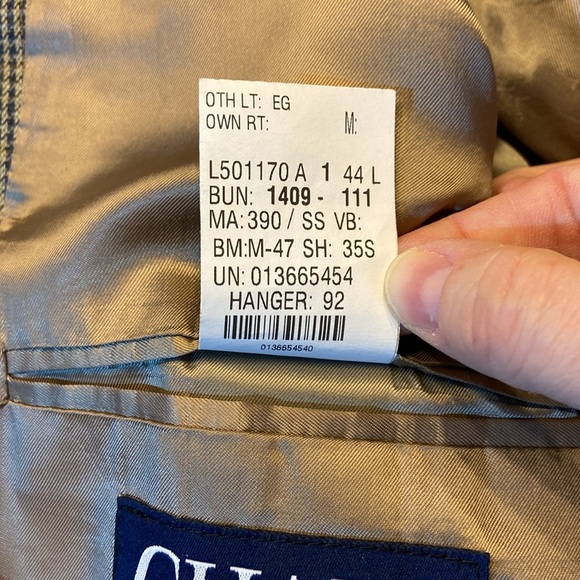 OTH LT: EG
OWN RT: M:
L501170 A 1 44 L
BUN: 1409 - 111
MA: 390 / SS VB:
BM:M-47 SH: 35S
UN: 013665454
HANGER: 92
0136654540